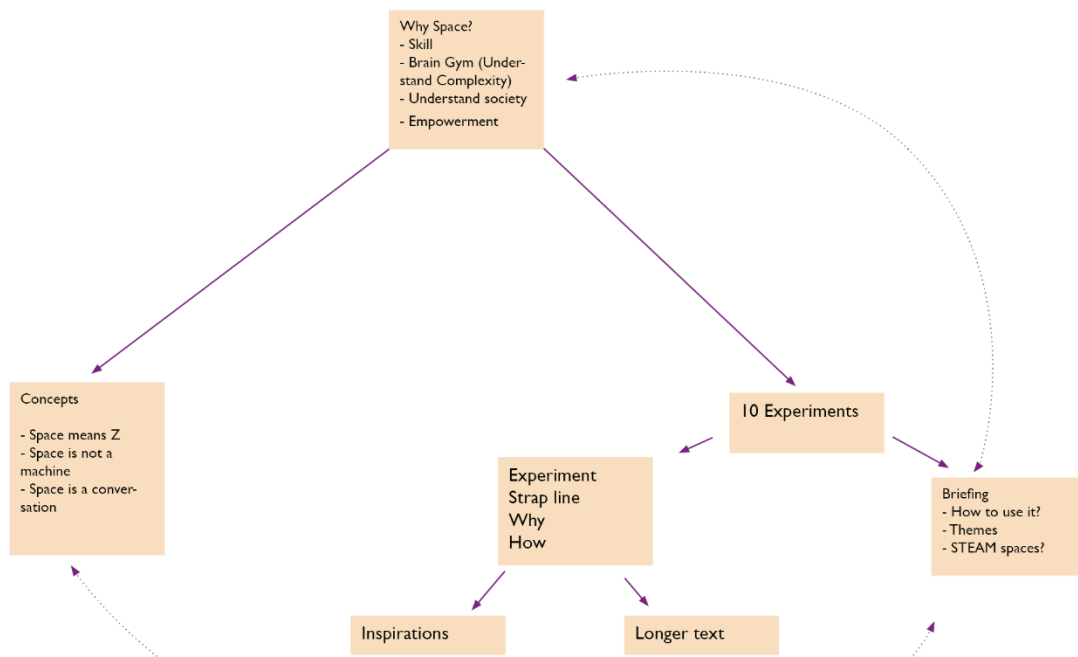 Why Space?
- Skill
- Brain Gym (Under-
stand Complexity)
- Understand society
- Empowerment
Concepts
- Space means Z
- Space is not a
machine
- Space is a conver-
sation
10 Experiments
Experiment
Strap line
Why
How
Briefing
- How to use it?
- Themes
- STEAM spaces?
Inspirations
Longer text